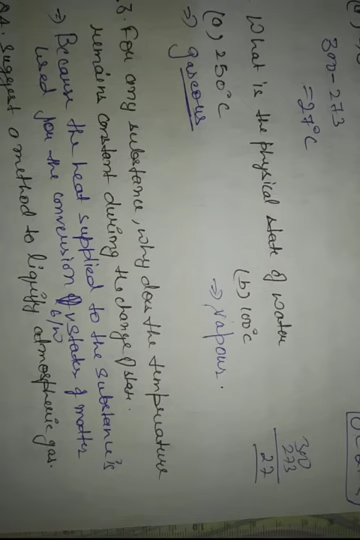 300-273
=27°C
What is the physical state of water
(a) 250°C (b) 100°C
⇒ gaseous ⇒ vapour.
300
273
27
3. For any substance, why does the temperature
remains constant during the change of state.
⇒ Because the heat supplied to the substance is
used you the conversion of b/w states of matter
Q4. Suggest a method to liquify atmospheric gas.